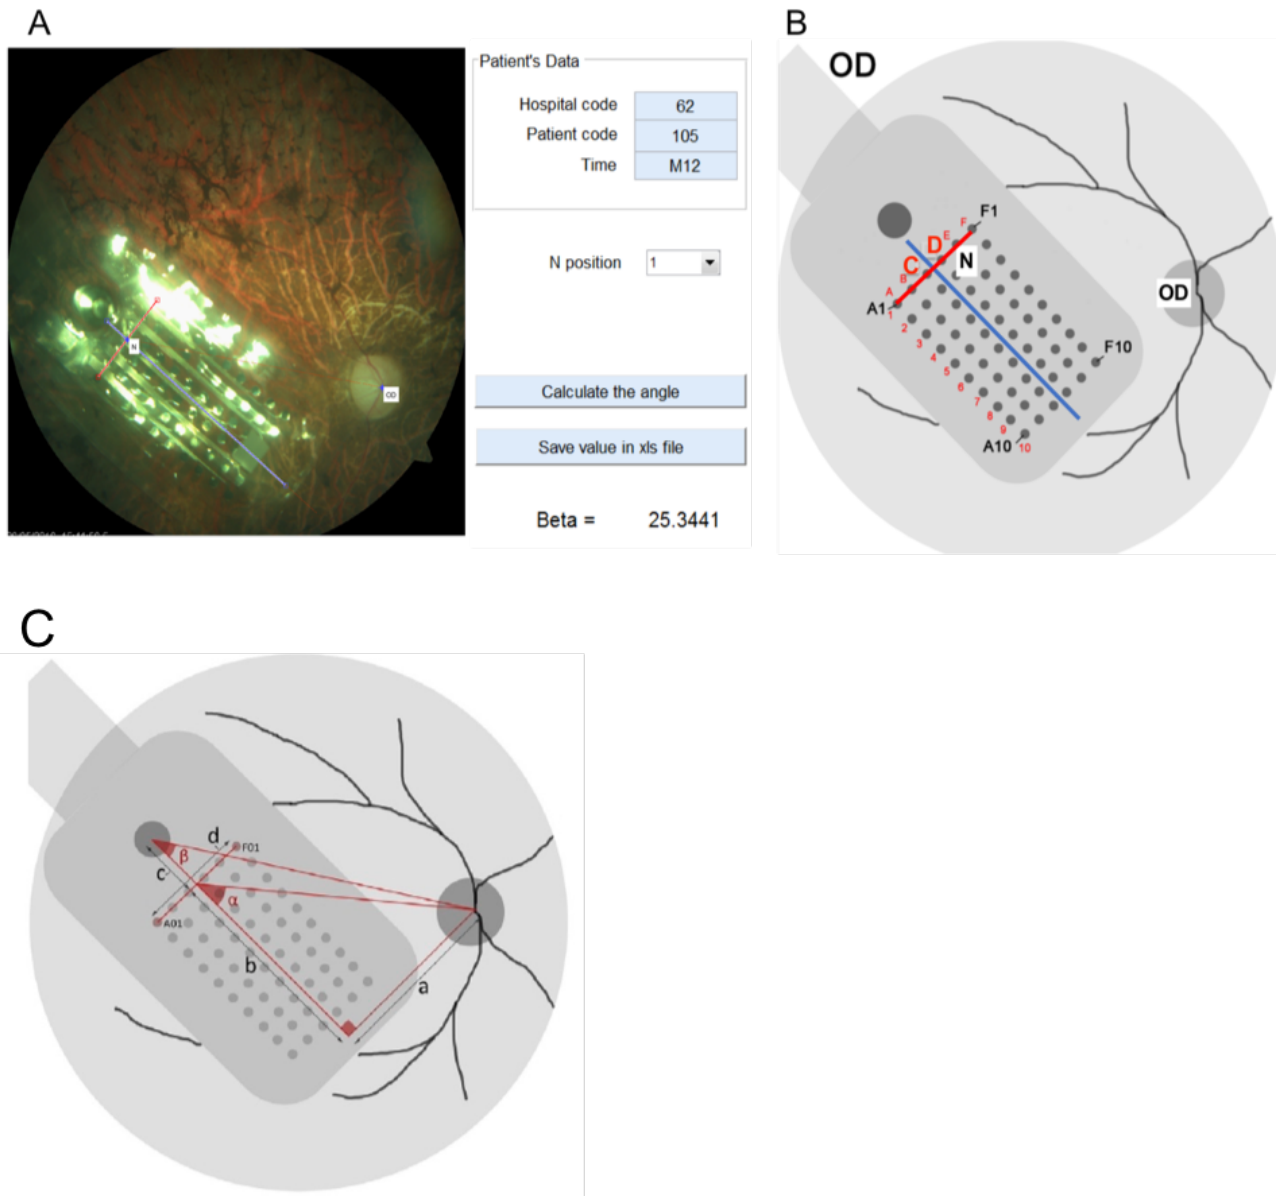 A
Patient's Data
Hospital code 62
Patient code 105
Time M12
N position 1
Calculate the angle
Save value in xls file
Beta = 25.3441
N
OD
B
OD
F1
F
E
D
N
C
B
A
A1
1
2
3
4
5
6
7
8
9
10
A10
F10
OD
C
d
F01
β
c
α
A01
b
a